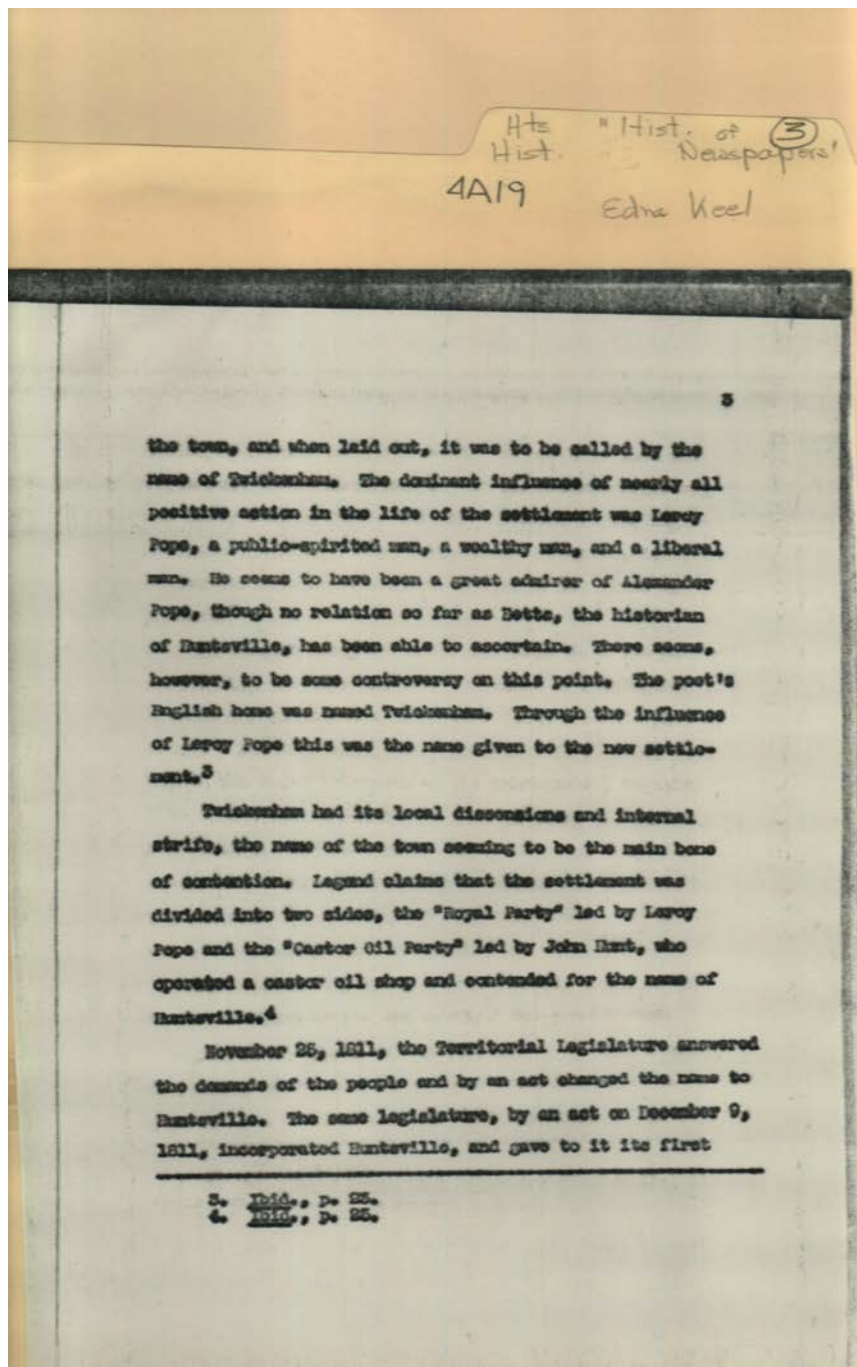 Hts "Hist. of ③
Hist. Newspapers'
4A19
Edna Keel
3
the town, and when laid out, it was to be called by the
name of Twickenham. The dominant influence of nearly all
positive action in the life of the settlement was Leroy
Pope, a public-spirited man, a wealthy man, and a liberal
man. He seems to have been a great admirer of Alexander
Pope, though no relation so far as Betts, the historian
of Huntsville, has been able to ascertain. There seems,
however, to be some controversy on this point. The poet's
English home was named Twickenham. Through the influence
of Leroy Pope this was the name given to the new settle-
ment.3
Twickenham had its local dissensions and internal
strife, the name of the town seeming to be the main bone
of contention. Legend claims that the settlement was
divided into two sides, the "Royal Party" led by Leroy
Pope and the "Castor Oil Party" led by John Hunt, who
operated a castor oil shop and contended for the name of
Huntsville.4
November 25, 1811, the Territorial Legislature answered
the demands of the people and by an act changed the name to
Huntsville. The same legislature, by an act on December 9,
1811, incorporated Huntsville, and gave to it its first
3. Ibid., p. 23.
4. Ibid., p. 25.